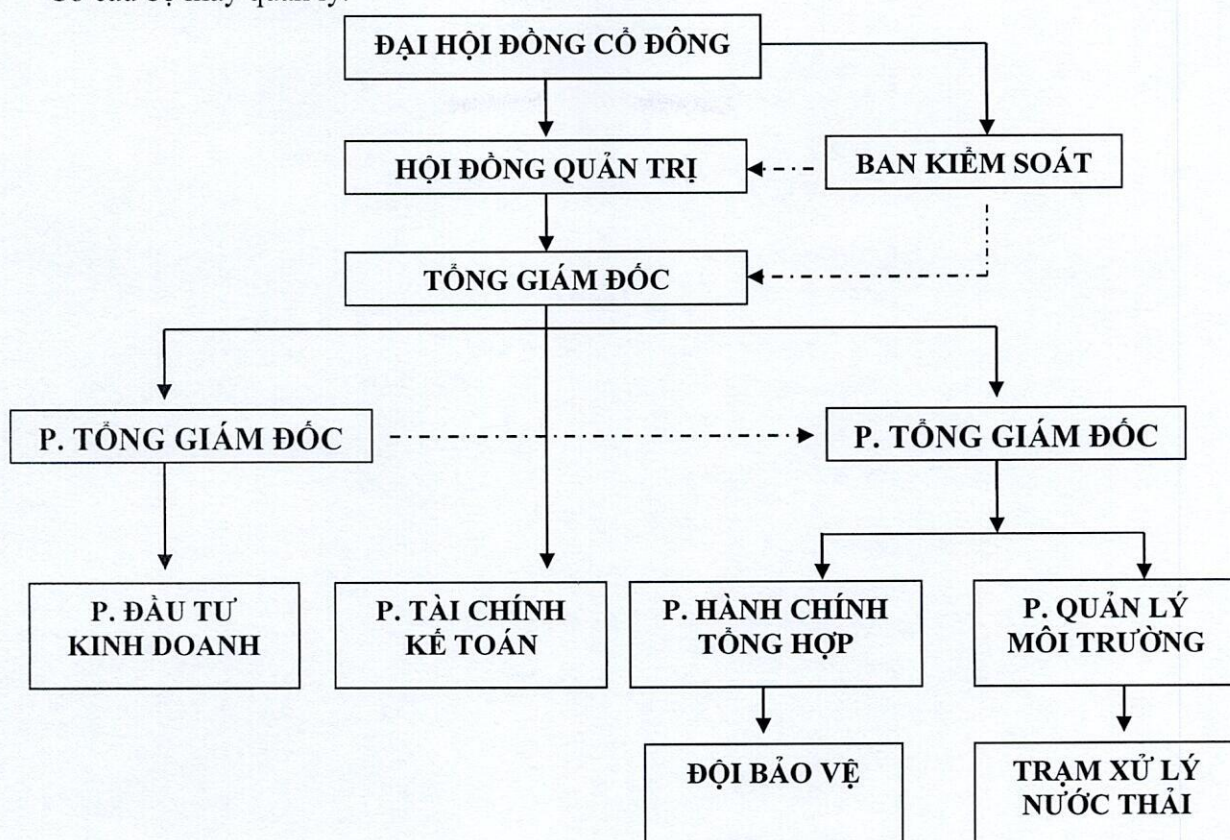 ĐẠI HỘI ĐỒNG CỔ ĐÔNG
HỘI ĐỒNG QUẢN TRỊ
BAN KIỂM SOÁT
TỔNG GIÁM ĐỐC
P. TỔNG GIÁM ĐỐC
P. TỔNG GIÁM ĐỐC
P. ĐẦU TƯ
KINH DOANH
P. TÀI CHÍNH
KẾ TOÁN
P. HÀNH CHÍNH
TỔNG HỢP
P. QUẢN LÝ
MÔI TRƯỜNG
ĐỘI BẢO VỆ
TRẠM XỬ LÝ
NƯỚC THẢI